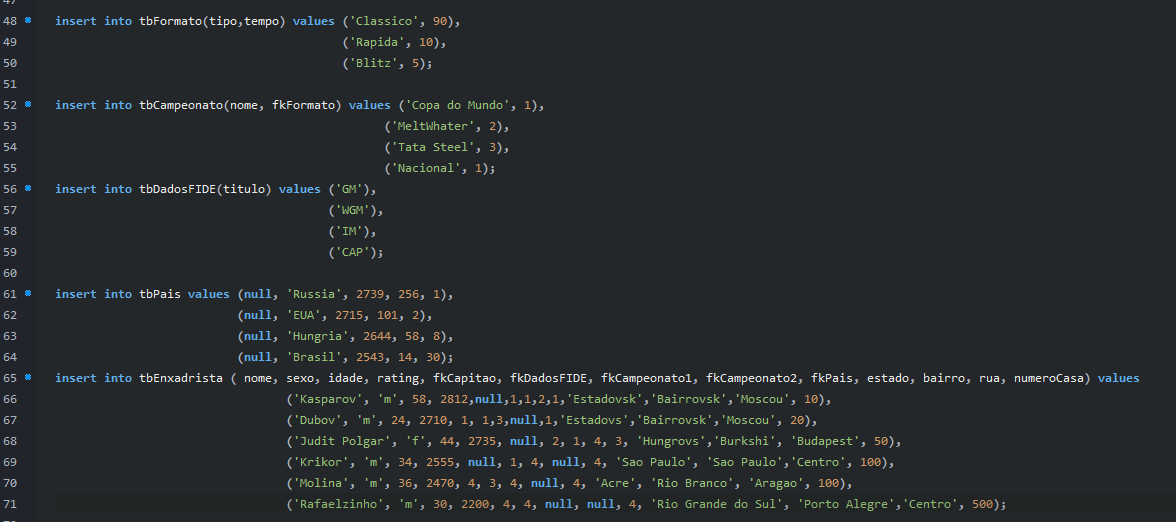 47
48 insert into tbFormato(tipo,tempo) values ('Classico', 90),
49 ('Rapida', 10),
50 ('Blitz', 5);
51
52 insert into tbCampeonato(nome, fkFormato) values ('Copa do Mundo', 1),
53 ('MeltWhater', 2),
54 ('Tata Steel', 3),
55 ('Nacional', 1);
56 insert into tbDadosFIDE(titulo) values ('GM'),
57 ('WGM'),
58 ('IM'),
59 ('CAP');
60
61 insert into tbPais values (null, 'Russia', 2739, 256, 1),
62 (null, 'EUA', 2715, 101, 2),
63 (null, 'Hungria', 2644, 58, 8),
64 (null, 'Brasil', 2543, 14, 30);
65 insert into tbEnxadrista ( nome, sexo, idade, rating, fkCapitao, fkDadosFIDE, fkCampeonato1, fkCampeonato2, fkPais, estado, bairro, rua, numeroCasa) values
66 ('Kasparov', 'm', 58, 2812,null,1,1,2,1,'Estadovsk','Bairrovsk','Moscou', 10),
67 ('Dubov', 'm', 24, 2710, 1, 1,3,null,1,'Estadovs','Bairrovsk','Moscou', 20),
68 ('Judit Polgar', 'f', 44, 2735, null, 2, 1, 4, 3, 'Hungrovs','Burkshi', 'Budapest', 50),
69 ('Krikor', 'm', 34, 2555, null, 1, 4, null, 4, 'Sao Paulo', 'Sao Paulo','Centro', 100),
70 ('Molina', 'm', 36, 2470, 4, 3, 4, null, 4, 'Acre', 'Rio Branco', 'Aragao', 100),
71 ('Rafaelzinho', 'm', 30, 2200, 4, 4, null, null, 4, 'Rio Grande do Sul', 'Porto Alegre','Centro', 500);